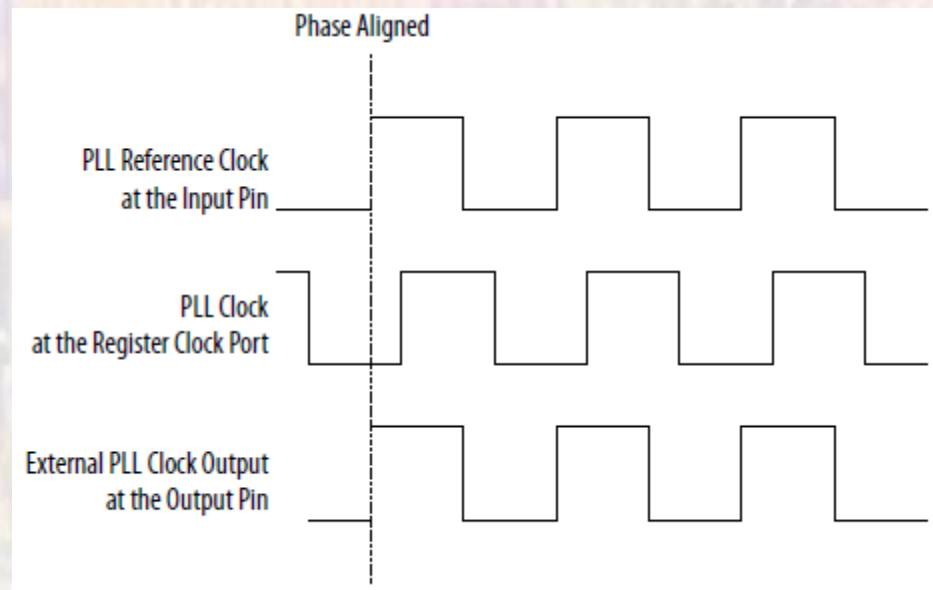 Phase Aligned
PLL Reference Clock
at the Input Pin
PLL Clock
at the Register Clock Port
External PLL Clock Output
at the Output Pin